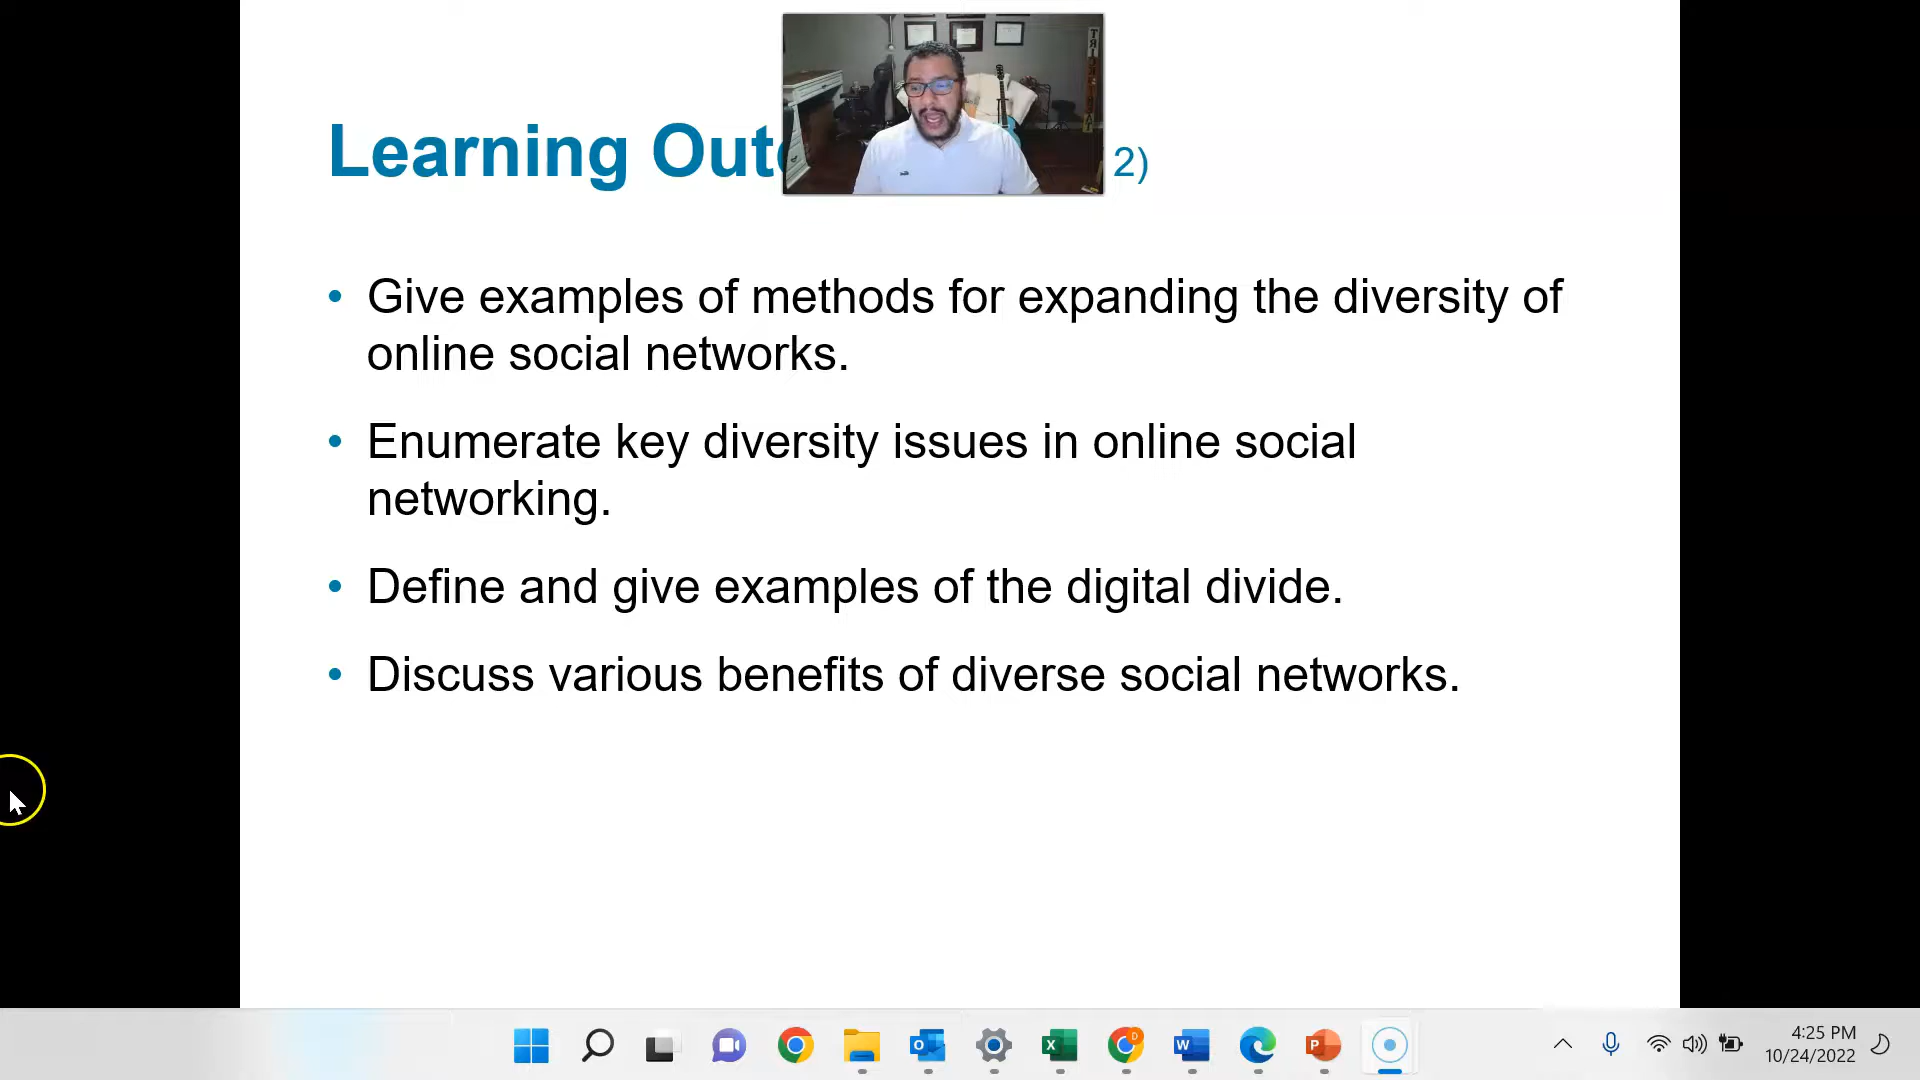 Learning Out
2)
• Give examples of methods for expanding the diversity of
online social networks.
• Enumerate key diversity issues in online social
networking.
• Define and give examples of the digital divide.
• Discuss various benefits of diverse social networks.
4:25 PM
10/24/2022